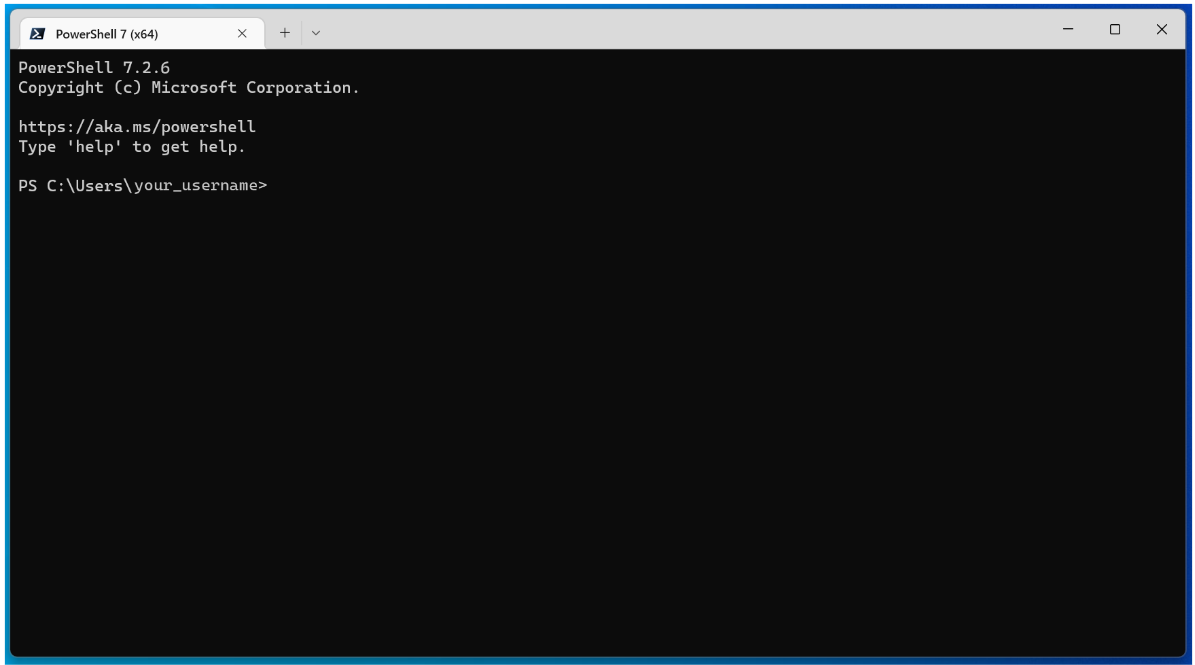 PowerShell 7 (x64)
PowerShell 7.2.6
Copyright (c) Microsoft Corporation.
https://aka.ms/powershell
Type 'help' to get help.
PS C:\Users\your_username>